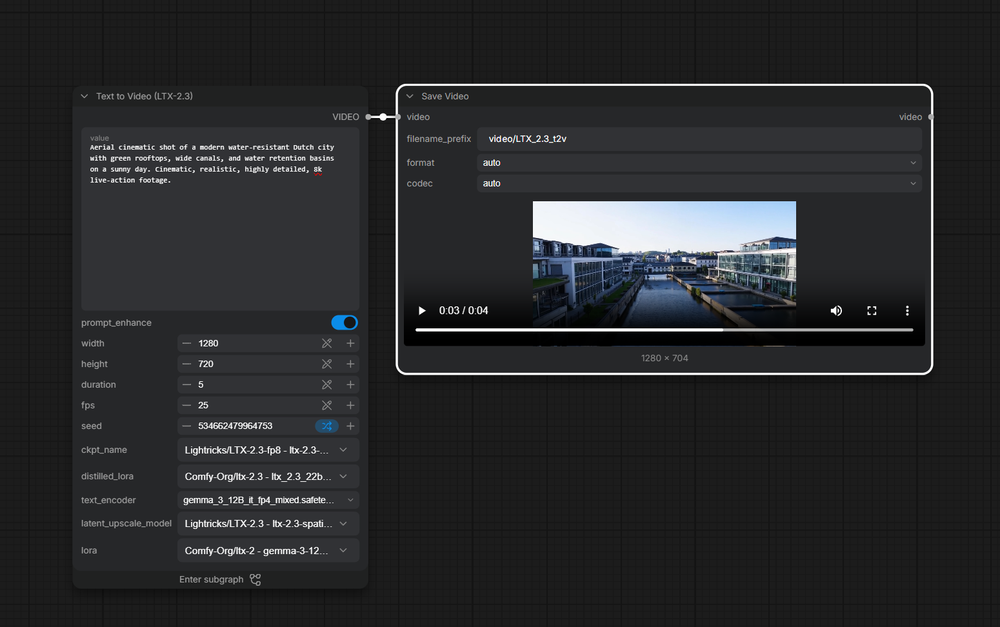 Text to Video (LTX-2.3)
VIDEO
value
Aerial cinematic shot of a modern water-resistant Dutch city
with green rooftops, wide canals, and water retention basins
on a sunny day. Cinematic, realistic, highly detailed, 8k
live-action footage.
prompt_enhance
width 1280
height 720
duration 5
fps 25
seed 534662479964753
ckpt_name Lightricks/LTX-2.3-fp8 - ltx-2.3-...
distilled_lora Comfy-Org/ltx-2.3 - ltx_2.3_22b...
text_encoder gemma_3_12B_it_fp4_mixed.safete...
latent_upscale_model Lightricks/LTX-2.3 - ltx-2.3-spati...
lora Comfy-Org/ltx-2 - gemma-3-12...
Enter subgraph
Save Video
video video
filename_prefix video/LTX_2.3_t2v
format auto
codec auto
0:03 / 0:04
1280 × 704